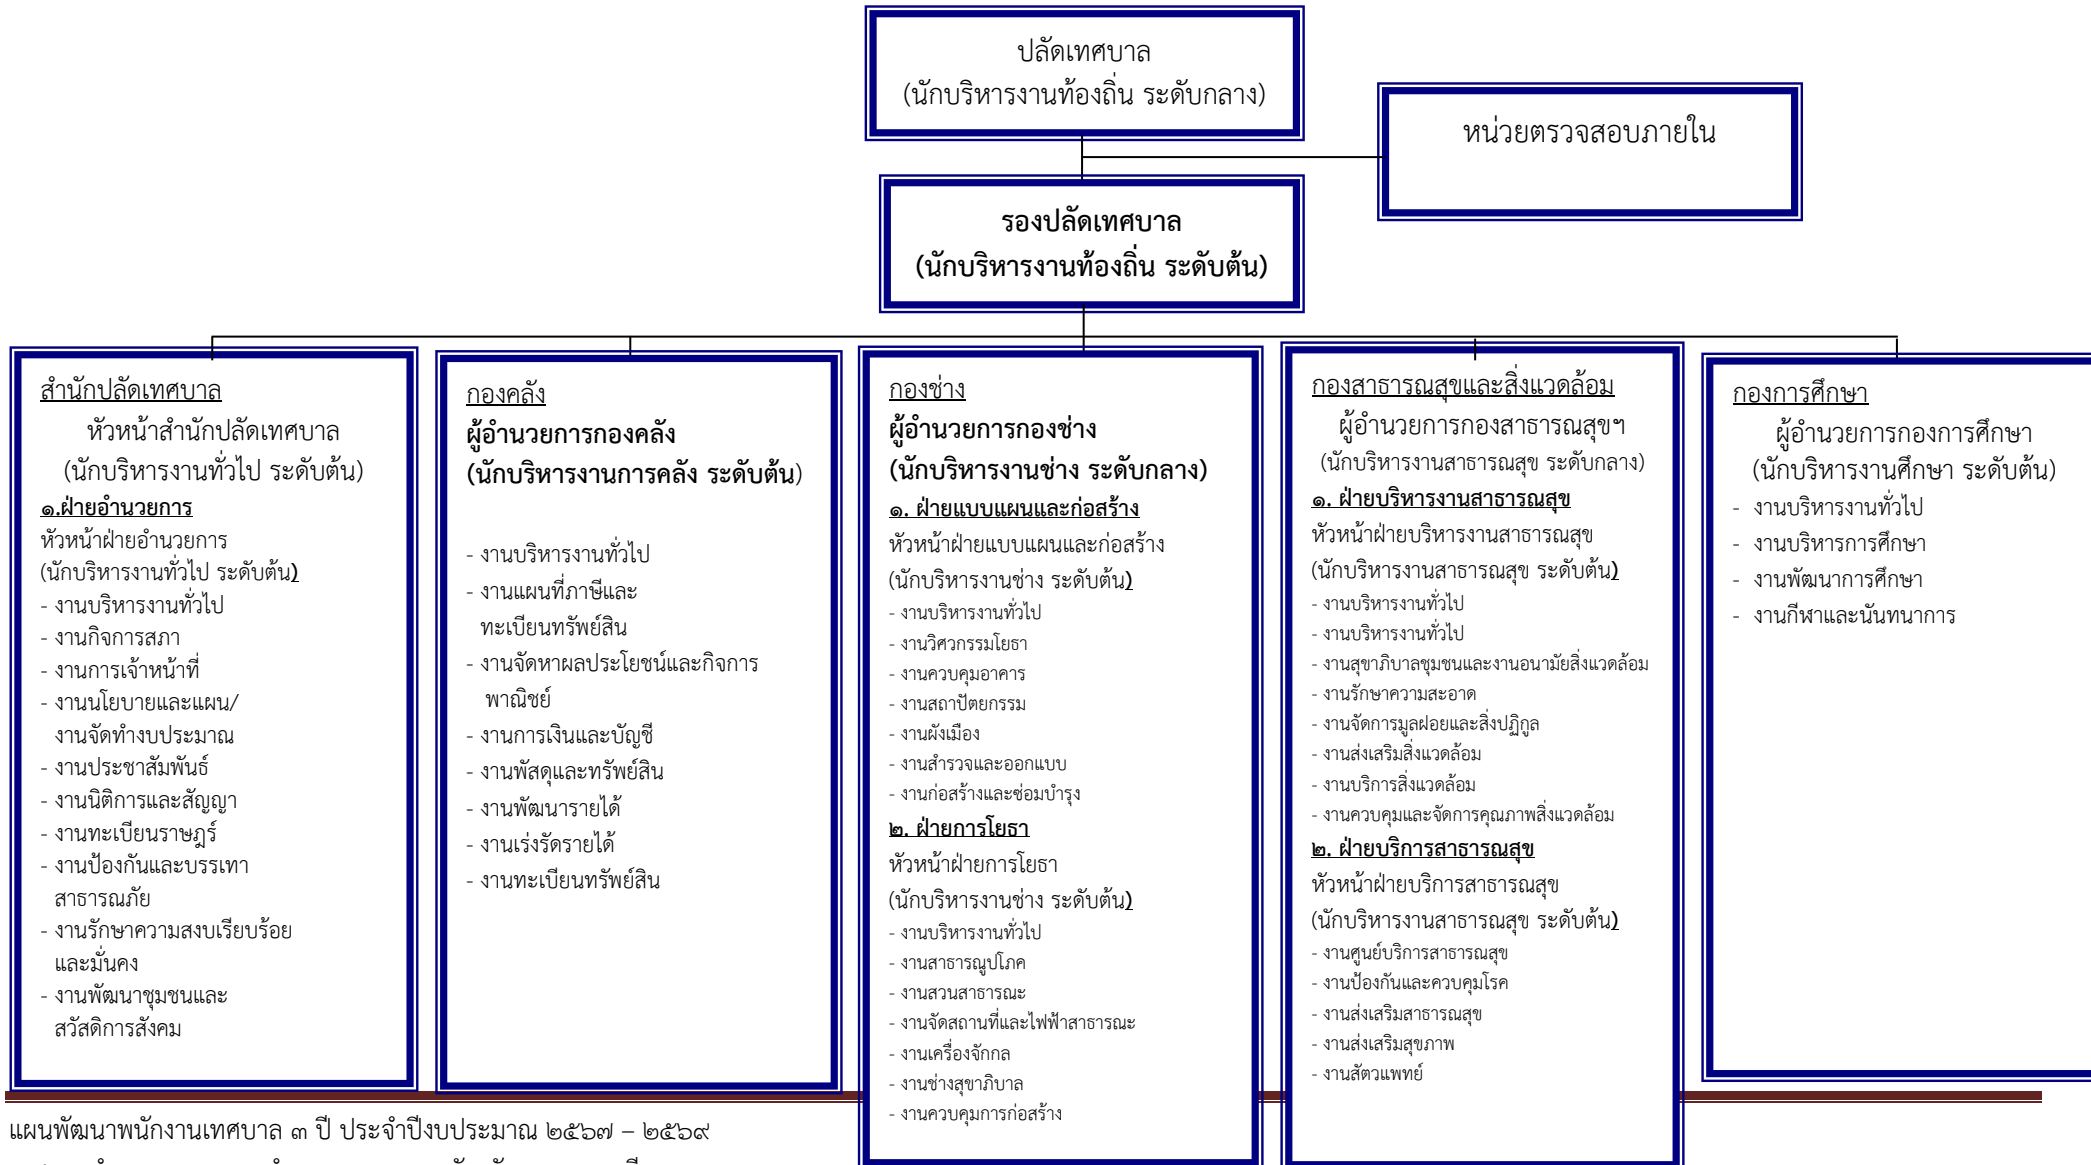 ปลัดเทศบาล
(นักบริหารงานท้องถิ่น ระดับกลาง)
หน่วยตรวจสอบภายใน
รองปลัดเทศบาล
(นักบริหารงานท้องถิ่น ระดับต้น)
สำนักปลัดเทศบาล
หัวหน้าสำนักปลัดเทศบาล
(นักบริหารงานทั่วไป ระดับต้น)
๑.ฝ่ายอำนวยการ
หัวหน้าฝ่ายอำนวยการ
(นักบริหารงานทั่วไป ระดับต้น)
- งานบริหารงานทั่วไป
- งานกิจการสภา
- งานการเจ้าหน้าที่
- งานนโยบายและแผน/
งานจัดทำงบประมาณ
- งานประชาสัมพันธ์
- งานนิติการและสัญญา
- งานทะเบียนราษฎร์
- งานป้องกันและบรรเทา
สาธารณภัย
- งานรักษาความสงบเรียบร้อย
และมั่นคง
- งานพัฒนาชุมชนและ
สวัสดิการสังคม
กองคลัง
ผู้อำนวยการกองคลัง
(นักบริหารงานการคลัง ระดับต้น)
- งานบริหารงานทั่วไป
- งานแผนที่ภาษีและ
ทะเบียนทรัพย์สิน
- งานจัดหาผลประโยชน์และกิจการ
พาณิชย์
- งานการเงินและบัญชี
- งานพัสดุและทรัพย์สิน
- งานพัฒนารายได้
- งานเร่งรัดรายได้
- งานทะเบียนทรัพย์สิน
กองช่าง
ผู้อำนวยการกองช่าง
(นักบริหารงานช่าง ระดับกลาง)
๑. ฝ่ายแบบแผนและก่อสร้าง
หัวหน้าฝ่ายแบบแผนและก่อสร้าง
(นักบริหารงานช่าง ระดับต้น)
- งานบริหารงานทั่วไป
- งานวิศวกรรมโยธา
- งานควบคุมอาคาร
- งานสถาปัตยกรรม
- งานผังเมือง
- งานสำรวจและออกแบบ
- งานก่อสร้างและซ่อมบำรุง
๒. ฝ่ายการโยธา
หัวหน้าฝ่ายการโยธา
(นักบริหารงานช่าง ระดับต้น)
- งานบริหารงานทั่วไป
- งานสาธารณูปโภค
- งานสวนสาธารณะ
- งานจัดสถานที่และไฟฟ้าสาธารณะ
- งานเครื่องจักกล
- งานช่างสุขาภิบาล
- งานควบคุมการก่อสร้าง
กองสาธารณสุขและสิ่งแวดล้อม
ผู้อำนวยการกองสาธารณสุขฯ
(นักบริหารงานสาธารณสุข ระดับกลาง)
๑. ฝ่ายบริหารงานสาธารณสุข
หัวหน้าฝ่ายบริหารงานสาธารณสุข
(นักบริหารงานสาธารณสุข ระดับต้น)
- งานบริหารงานทั่วไป
- งานบริหารงานทั่วไป
- งานสุขาภิบาลชุมชนและงานอนามัยสิ่งแวดล้อม
- งานรักษาความสะอาด
- งานจัดการมูลฝอยและสิ่งปฏิกูล
- งานส่งเสริมสิ่งแวดล้อม
- งานบริการสิ่งแวดล้อม
- งานควบคุมและจัดการคุณภาพสิ่งแวดล้อม
๒. ฝ่ายบริการสาธารณสุข
หัวหน้าฝ่ายบริการสาธารณสุข
(นักบริหารงานสาธารณสุข ระดับต้น)
- งานศูนย์บริการสาธารณสุข
- งานป้องกันและควบคุมโรค
- งานส่งเสริมสาธารณสุข
- งานส่งเสริมสุขภาพ
- งานสัตวแพทย์
กองการศึกษา
ผู้อำนวยการกองการศึกษา
(นักบริหารงานศึกษา ระดับต้น)
- งานบริหารงานทั่วไป
- งานบริหารการศึกษา
- งานพัฒนาการศึกษา
- งานกีฬาและนันทนาการ
แผนพัฒนาพนักงานเทศบาล ๓ ปี ประจำปีงบประมาณ ๒๕๖๗ – ๒๕๖๙